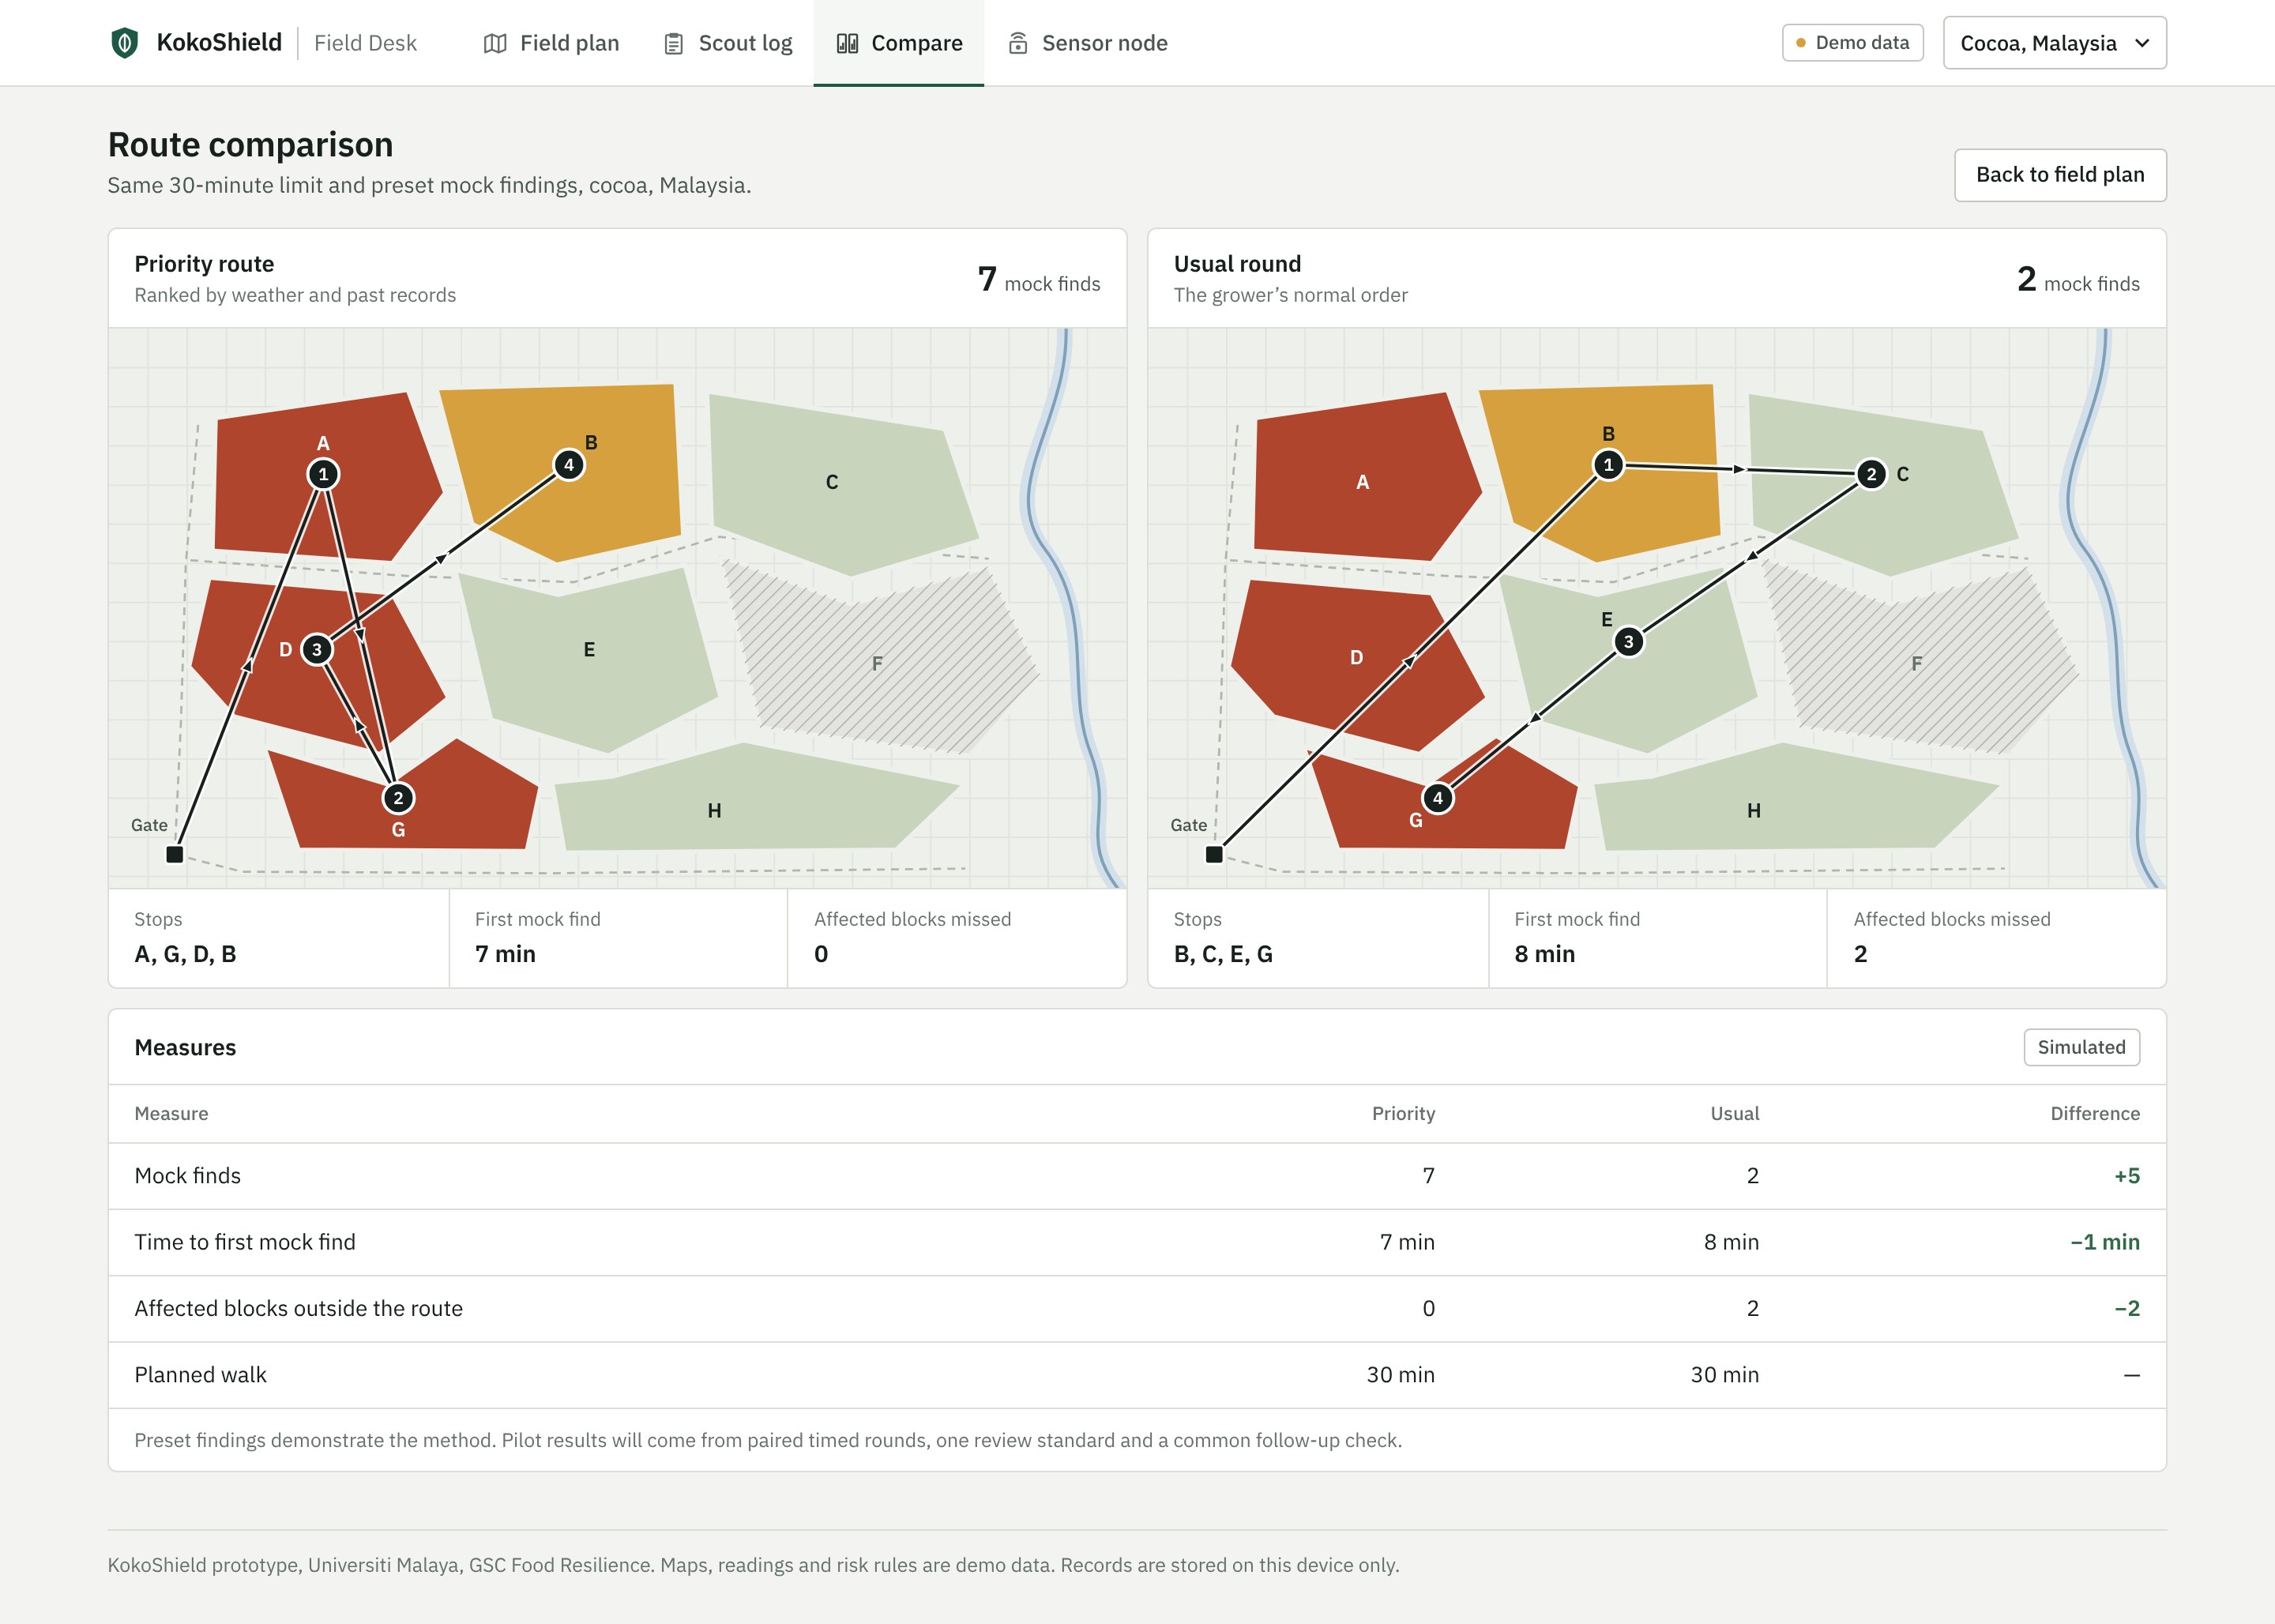 KokoShield Field Desk Field plan Scout log Compare Sensor node Demo data Cocoa, Malaysia
Route comparison
Same 30-minute limit and preset mock findings, cocoa, Malaysia.
Back to field plan
Priority route
Ranked by weather and past records
7 mock finds
A
1
B
4
C
D
3
E
F
2
G
H
Gate
Stops
A, G, D, B
First mock find
7 min
Affected blocks missed
0
Usual round
The grower’s normal order
2 mock finds
A
B
1
2 C
D
E
3
F
4
G
H
Gate
Stops
B, C, E, G
First mock find
8 min
Affected blocks missed
2
Measures
Simulated
Measure Priority Usual Difference
Mock finds 7 2 +5
Time to first mock find 7 min 8 min −1 min
Affected blocks outside the route 0 2 −2
Planned walk 30 min 30 min —
Preset findings demonstrate the method. Pilot results will come from paired timed rounds, one review standard and a common follow-up check.
KokoShield prototype, Universiti Malaya, GSC Food Resilience. Maps, readings and risk rules are demo data. Records are stored on this device only.